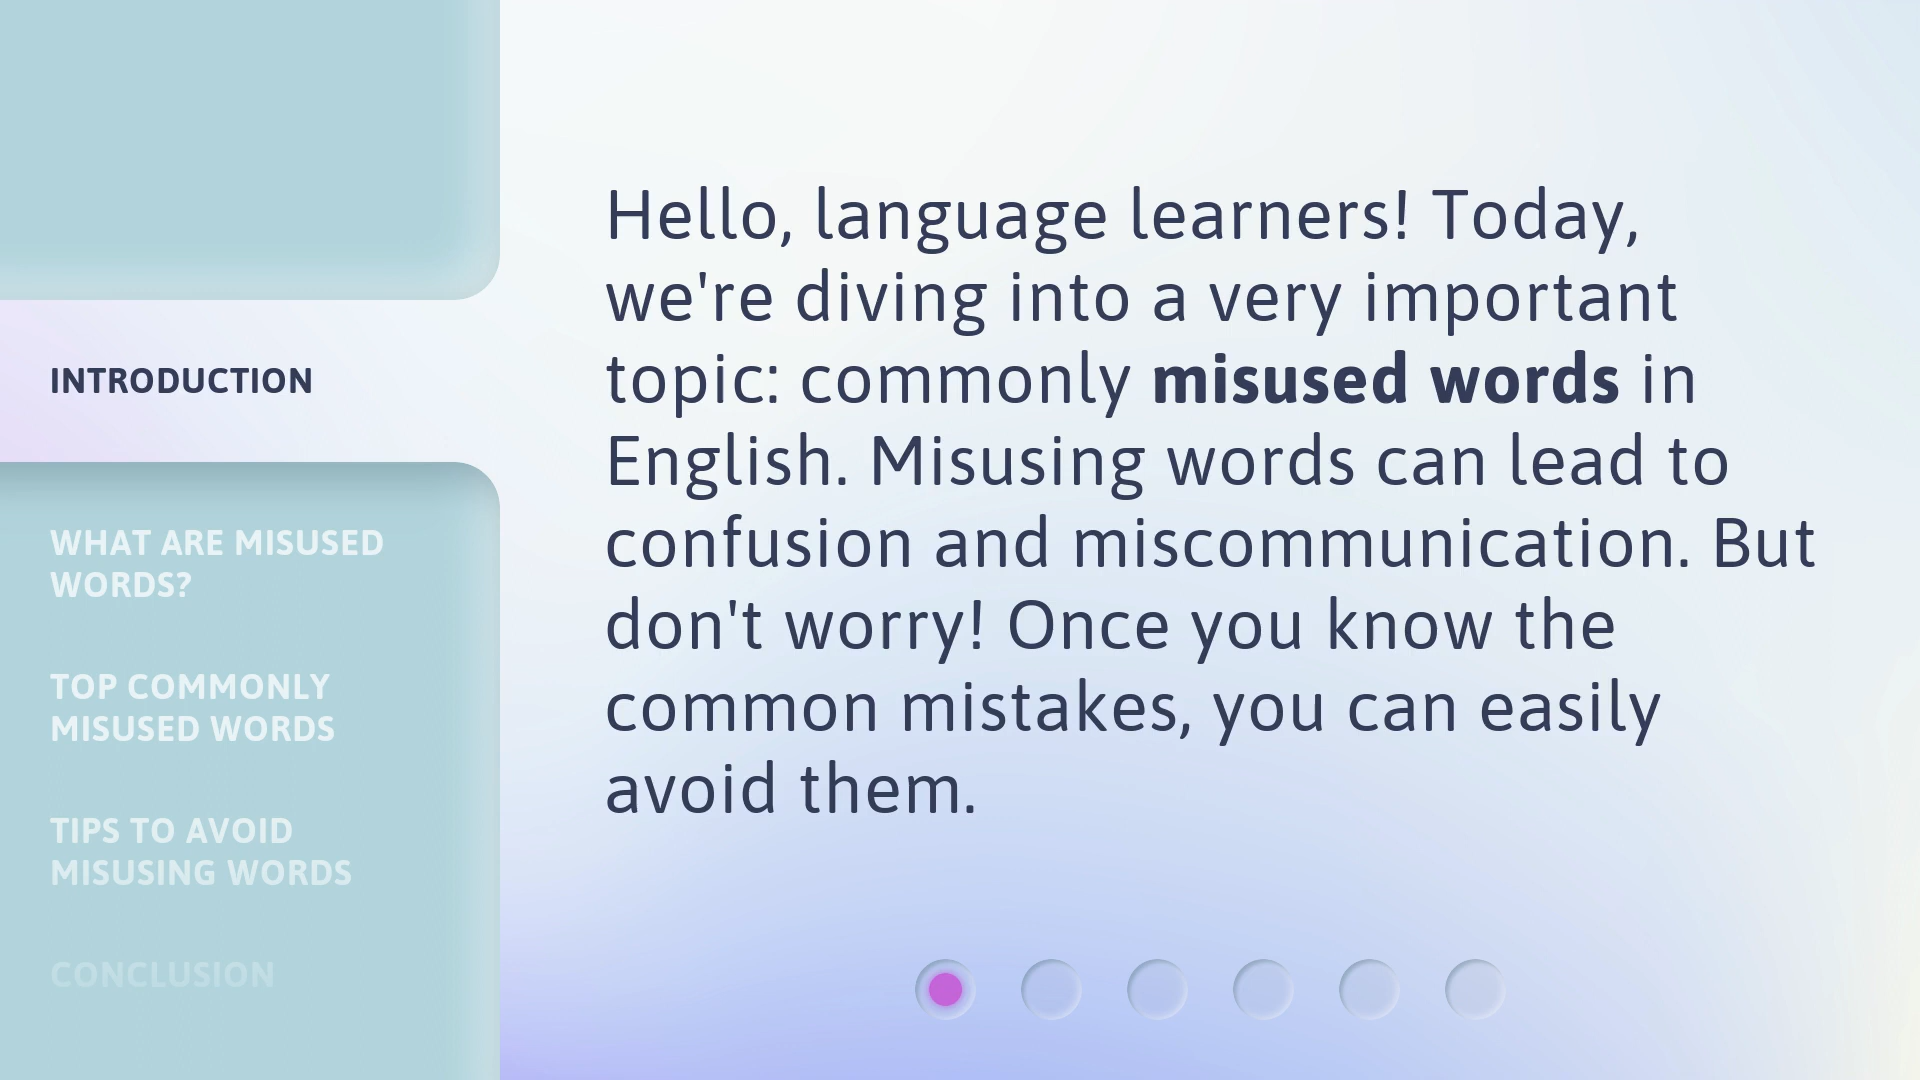 INTRODUCTION
WHAT ARE MISUSED
WORDS?
TOP COMMONLY
MISUSED WORDS
TIPS TO AVOID
MISUSING WORDS
CONCLUSION
Hello, language learners! Today,
we're diving into a very important
topic: commonly misused words in
English. Misusing words can lead to
confusion and miscommunication. But
don't worry! Once you know the
common mistakes, you can easily
avoid them.